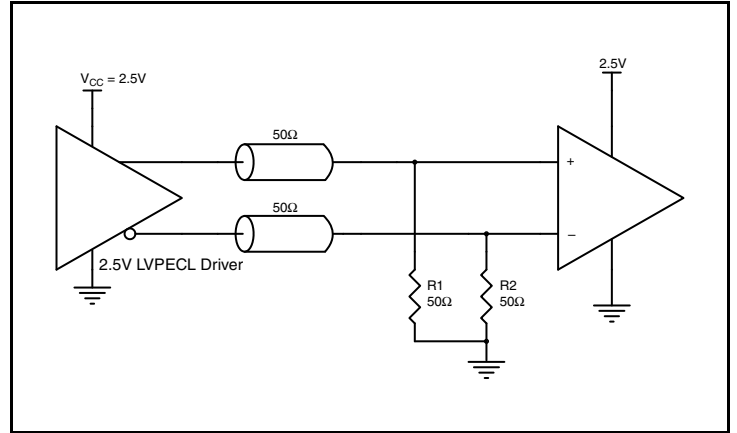 2.5V
V_CC = 2.5V
50Ω
+
50Ω
–
2.5V LVPECL Driver
R1
50Ω
R2
50Ω